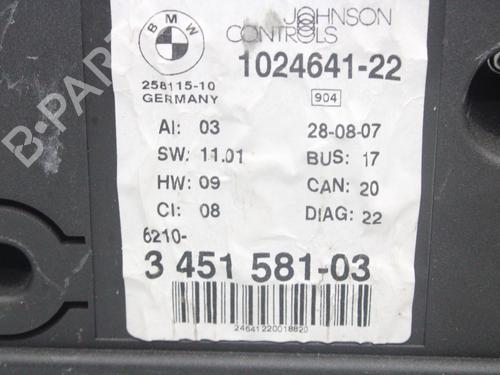 BMW
JOHNSON
CONTROLS
258115-10
GERMANY
1024641-22
904
AI: 03
28-08-07
SW: 11.01
BUS: 17
HW: 09
CAN: 20
CI: 08
DIAG: 22
6210-
3 451 581-03
24641220018820
B-PARTS